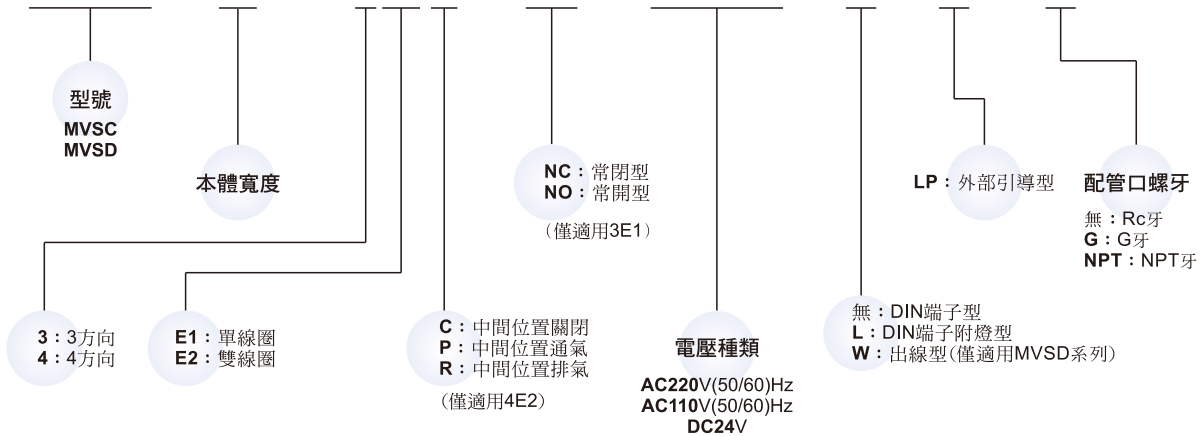 型號
MVSC
MVSD
本體寬度
3：3方向
4：4方向
E1：單線圈
E2：雙線圈
C：中間位置關閉
P：中間位置通氣
R：中間位置排氣
（僅適用4E2）
NC：常閉型
NO：常開型
（僅適用3E1）
電壓種類
AC220V(50/60)Hz
AC110V(50/60)Hz
DC24V
無：DIN端子型
L：DIN端子附燈型
W：出線型（僅適用MVSD系列）
LP：外部引導型
配管口螺牙
無：Rc牙
G：G牙
NPT：NPT牙